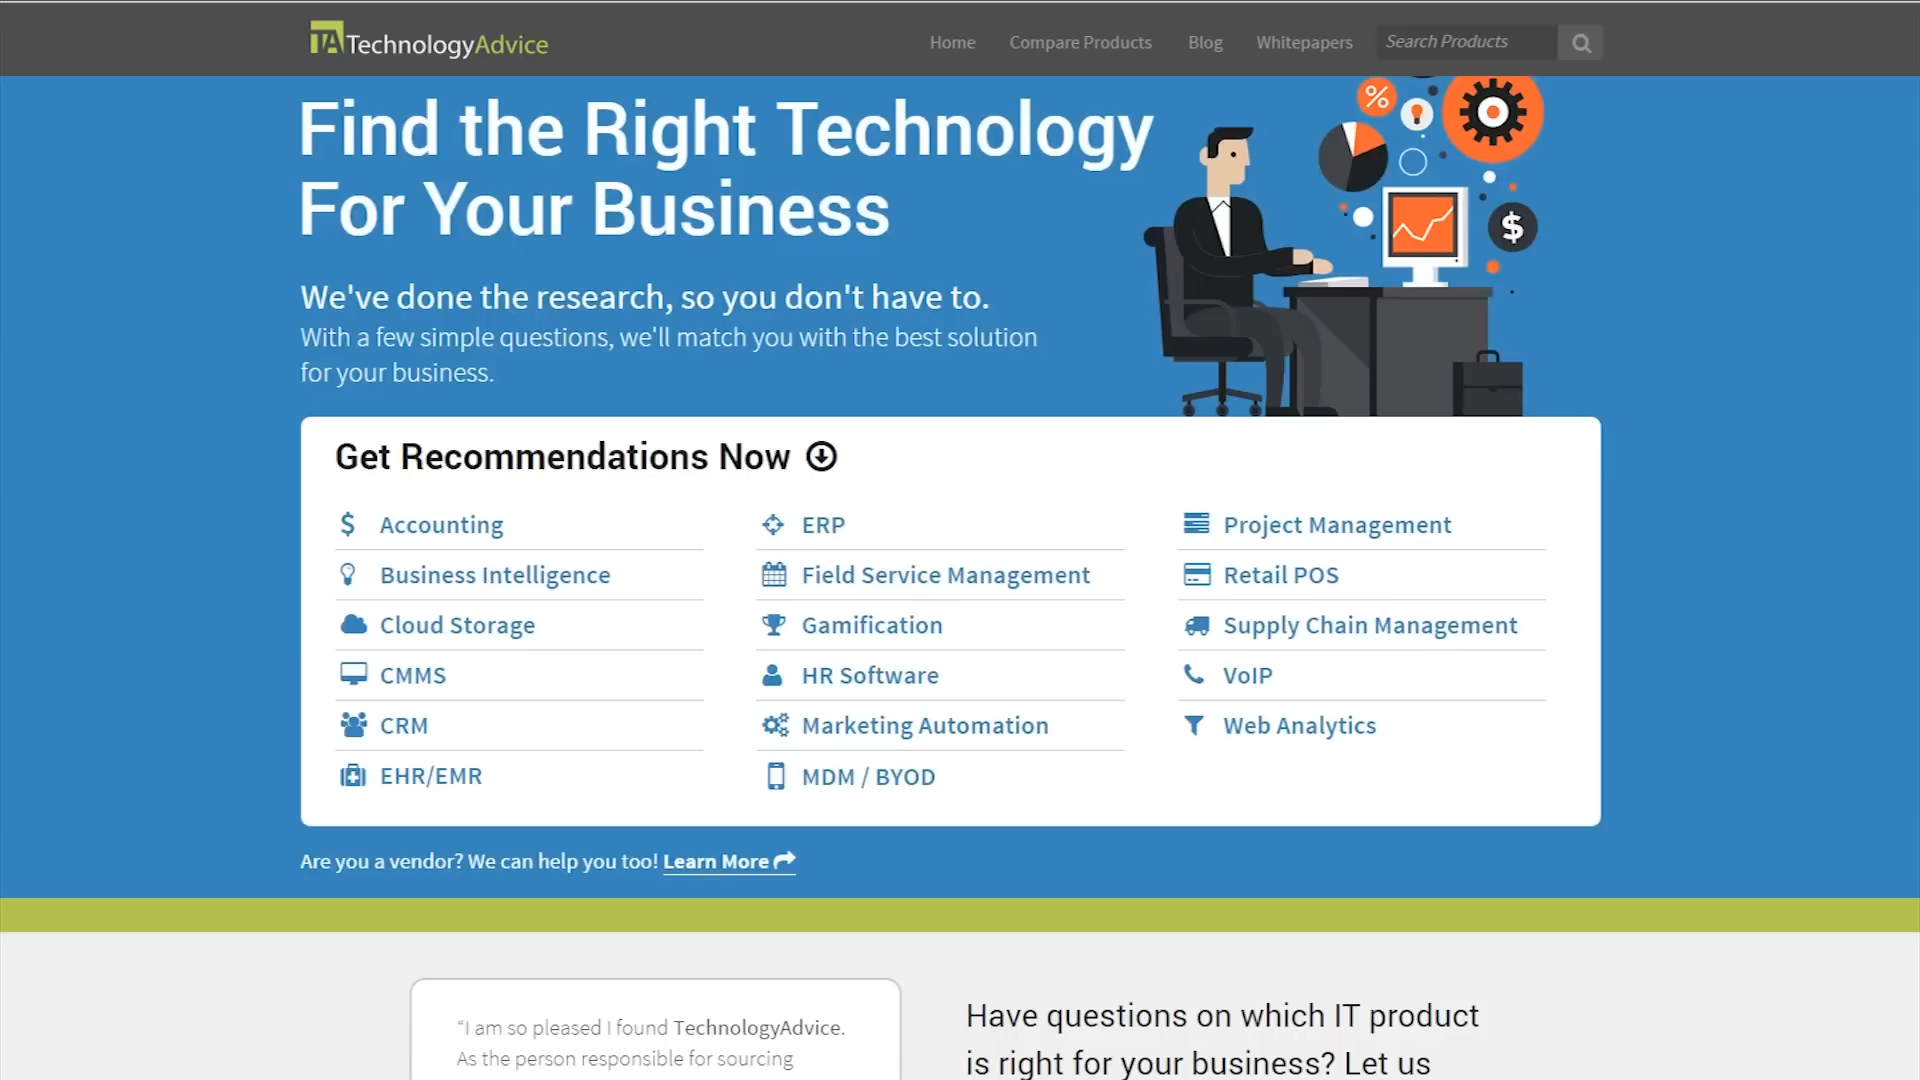 TA TechnologyAdvice
Home Compare Products Blog Whitepapers Search Products
Find the Right Technology
For Your Business
We've done the research, so you don't have to.
With a few simple questions, we'll match you with the best solution
for your business.
%
$
Get Recommendations Now
$ Accounting
Business Intelligence
Cloud Storage
CMMS
CRM
EHR/EMR
ERP
Field Service Management
Gamification
HR Software
Marketing Automation
MDM / BYOD
Project Management
Retail POS
Supply Chain Management
VoIP
Web Analytics
Are you a vendor? We can help you too! Learn More
“I am so pleased I found TechnologyAdvice.
As the person responsible for sourcing
Have questions on which IT product
is right for your business? Let us